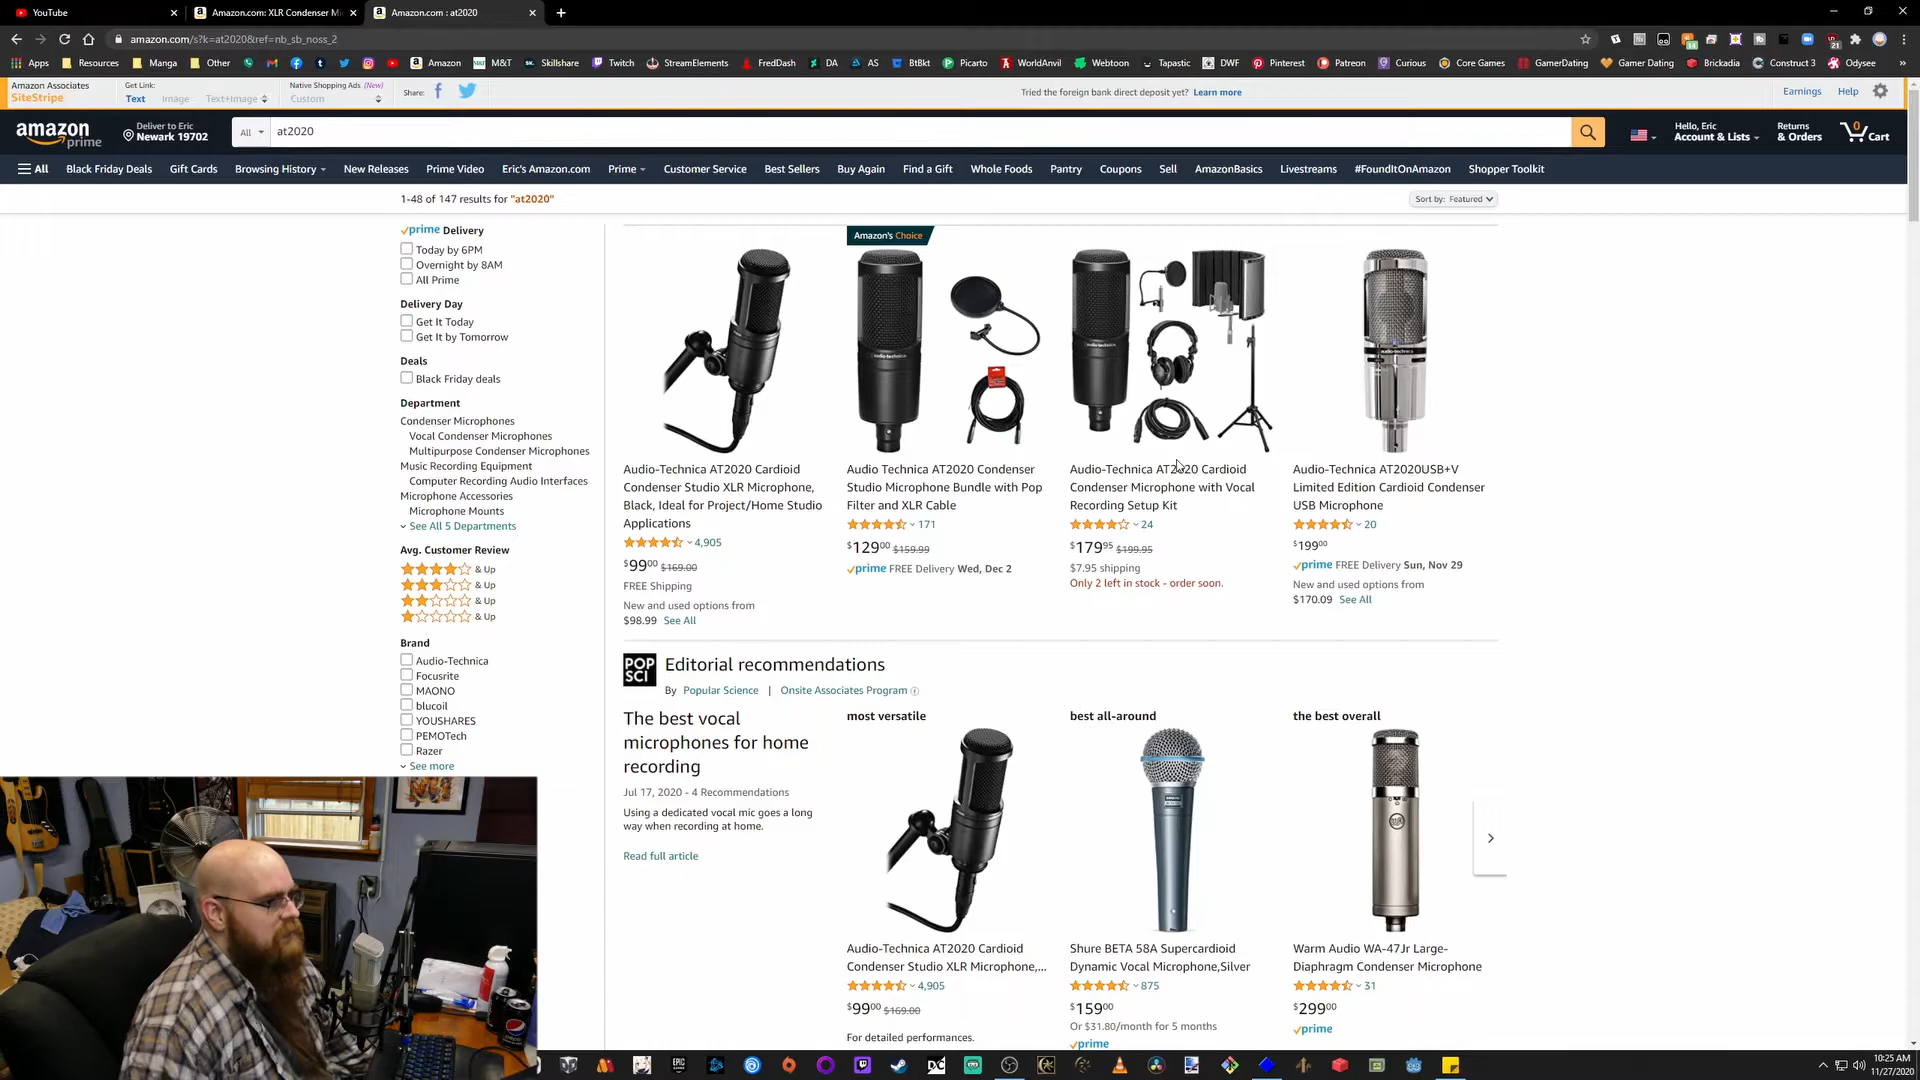 YouTube
Amazon.com: XLR Condenser Mi
Amazon.com : at2020
amazon.com/s?k=at2020&ref=nb_sb_noss_2
Apps
Resources
Manga
Other
Amazon
M&T
Skillshare
Twitch
StreamElements
FredDash
DA
AS
BtBkt
Picarto
WorldAnvil
Webtoon
Tapastic
DWF
Pinterest
Patreon
Curious
Core Games
GamerDating
Gamer Dating
Brickadia
Construct 3
Odysee
Amazon Associates
SiteStripe
Get Link:
Text Image Text+Image
Native Shopping Ads (New)
Custom
Share:
Tried the foreign bank direct deposit yet? Learn more
Earnings
Help
amazon
prime
Deliver to Eric
Newark 19702
All
at2020
Hello, Eric
Account & Lists
Returns
& Orders
0
Cart
All
Black Friday Deals
Gift Cards
Browsing History
New Releases
Prime Video
Eric's Amazon.com
Prime
Customer Service
Best Sellers
Buy Again
Find a Gift
Whole Foods
Pantry
Coupons
Sell
AmazonBasics
Livestreams
#FoundItOnAmazon
Shopper Toolkit
1-48 of 147 results for "at2020"
Sort by: Featured
prime Delivery
Today by 6PM
Overnight by 8AM
All Prime
Delivery Day
Get It Today
Get It by Tomorrow
Deals
Black Friday deals
Department
Condenser Microphones
Vocal Condenser Microphones
Multipurpose Condenser Microphones
Music Recording Equipment
Computer Recording Audio Interfaces
Microphone Accessories
Microphone Mounts
See All 5 Departments
Avg. Customer Review
& Up
& Up
& Up
& Up
Brand
Audio-Technica
Focusrite
MAONO
blucoil
YOUSHARES
PEMOTech
Razer
See more
Audio-Technica AT2020 Cardioid
Condenser Studio XLR Microphone,
Black, Ideal for Project/Home Studio
Applications
4,905
$99 00 $169.00
FREE Shipping
New and used options from
$98.99 See All
Amazon's Choice
Audio Technica AT2020 Condenser
Studio Microphone Bundle with Pop
Filter and XLR Cable
171
$129 00 $159.99
prime FREE Delivery Wed, Dec 2
Audio-Technica AT2020 Cardioid
Condenser Microphone with Vocal
Recording Setup Kit
24
$179 95 $199.95
$7.95 shipping
Only 2 left in stock - order soon.
audio-technica
Audio-Technica AT2020USB+V
Limited Edition Cardioid Condenser
USB Microphone
20
$199 00
prime FREE Delivery Sun, Nov 29
New and used options from
$170.09 See All
POP
SCI
Editorial recommendations
By Popular Science | Onsite Associates Program
The best vocal
microphones for home
recording
Jul 17, 2020 - 4 Recommendations
Using a dedicated vocal mic goes a long
way when recording at home.
Read full article
most versatile
Audio-Technica AT2020 Cardioid
Condenser Studio XLR Microphone,...
4,905
$99 00 $169.00
For detailed performances.
best all-around
Shure BETA 58A Supercardioid
Dynamic Vocal Microphone,Silver
875
$159 00
Or $31.80/month for 5 months
prime
the best overall
Warm Audio WA-47Jr Large-
Diaphragm Condenser Microphone
31
$299 00
prime
pepsi
EPIC
DC
10:25 AM
11/27/2020